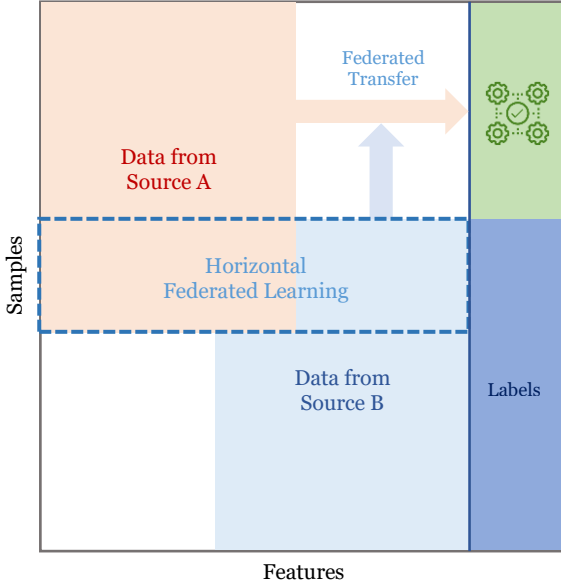 Federated
Transfer
Data from
Source A
Horizontal
Federated Learning
Data from
Source B
Labels
Samples
Features